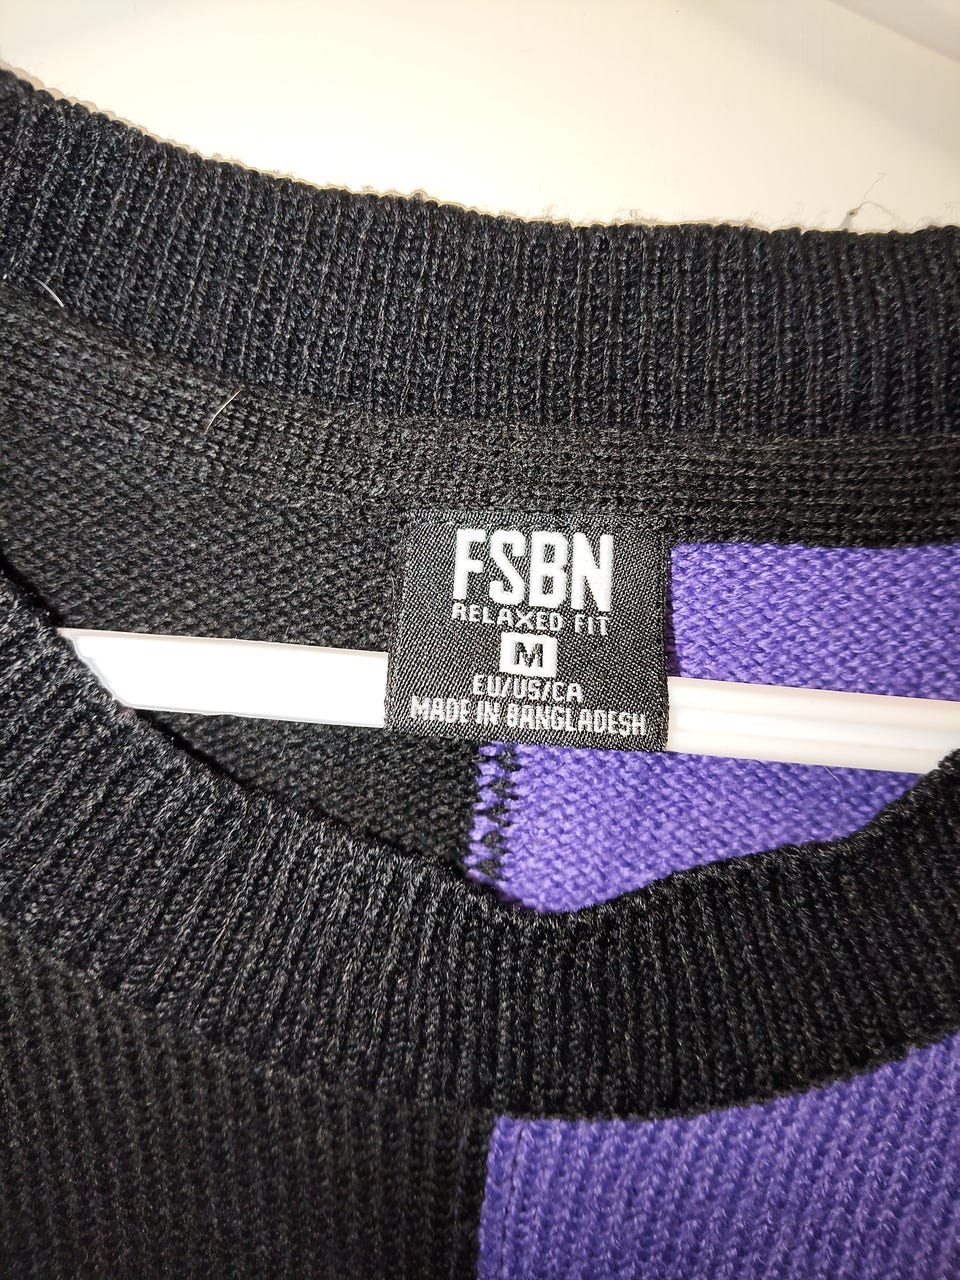 FSBN
RELAXED FIT
M
EU/US/CA
MADE IN BANGLADESH